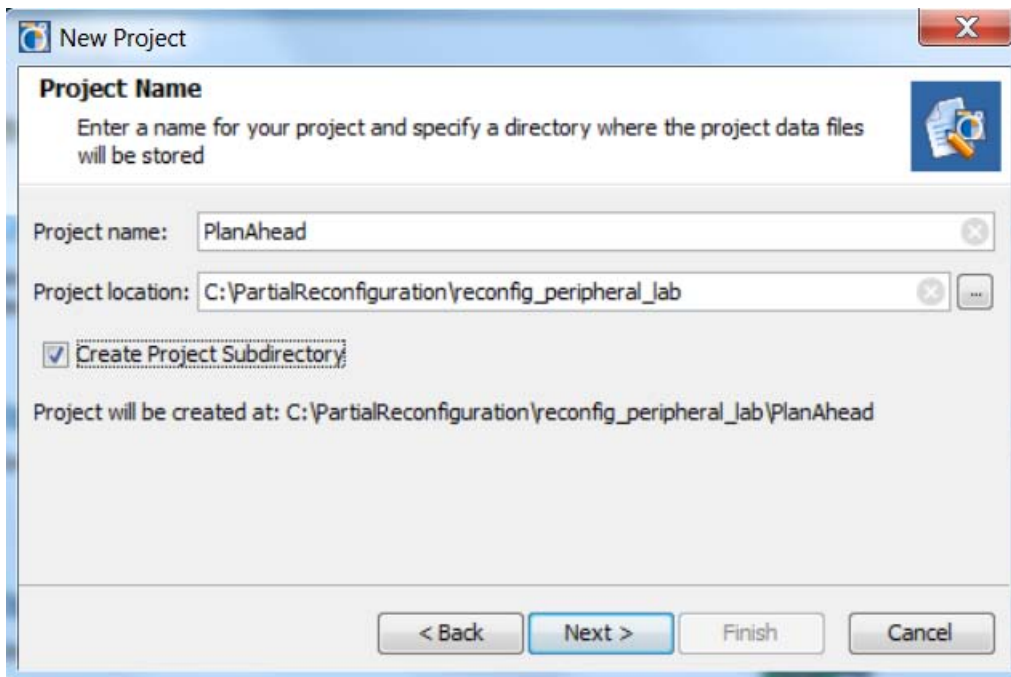 New Project
X
Project Name
Enter a name for your project and specify a directory where the project data files
will be stored
Project name: PlanAhead
Project location: C:\PartialReconfiguration\reconfig_peripheral_lab ...
Create Project Subdirectory
Project will be created at: C:\PartialReconfiguration\reconfig_peripheral_lab\PlanAhead
< Back Next > Finish Cancel